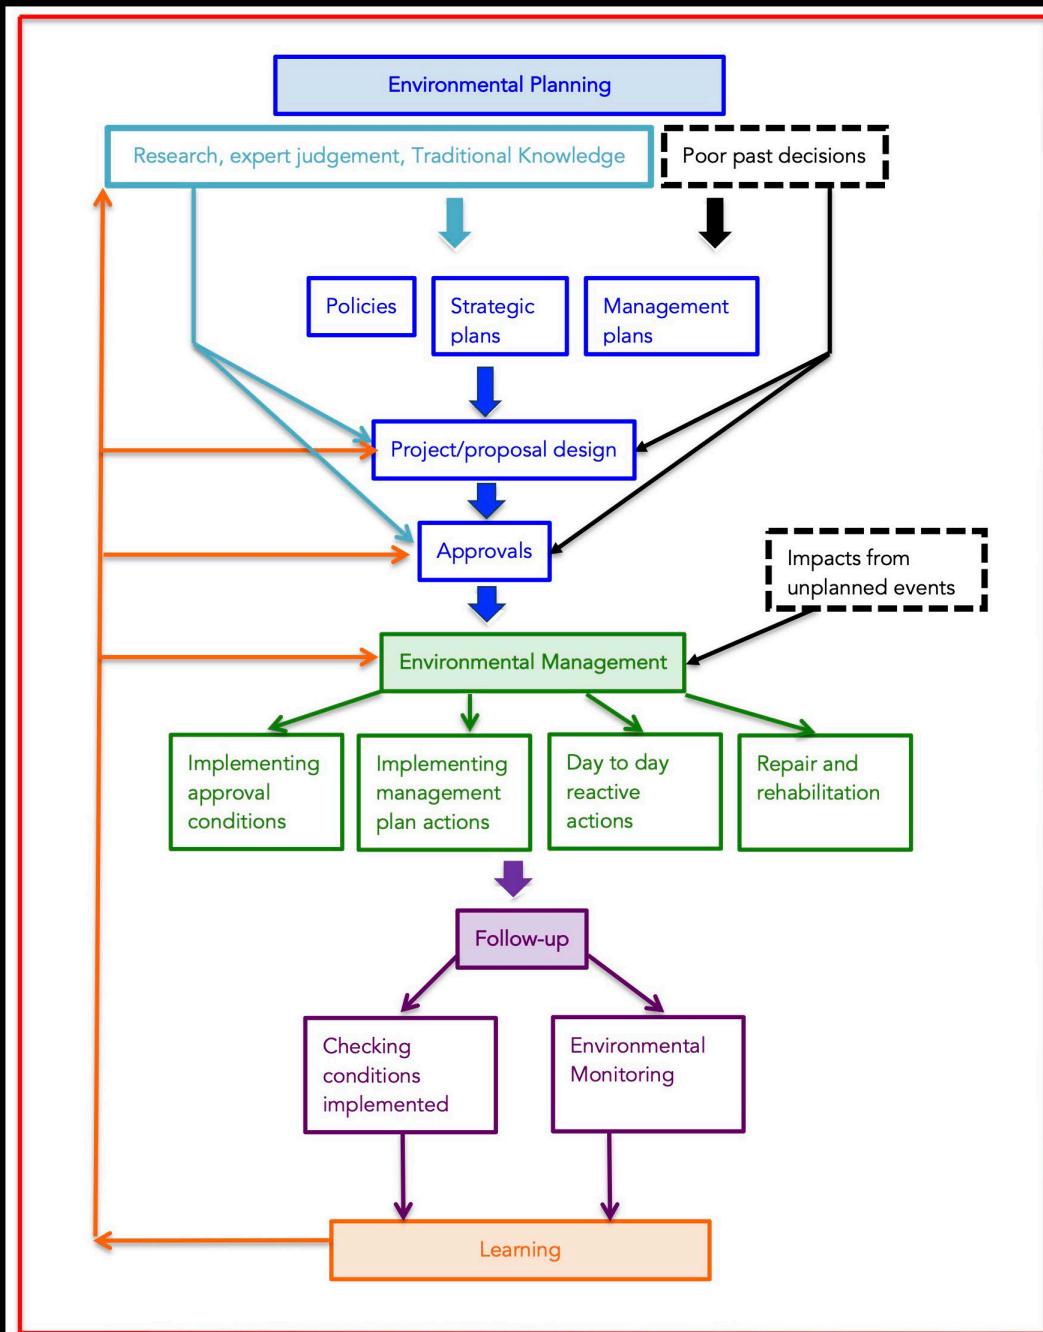 Environmental Planning
Research, expert judgement, Traditional Knowledge
Poor past decisions
Policies
Strategic
plans
Management
plans
Project/proposal design
Approvals
Impacts from
unplanned events
Environmental Management
Implementing
approval
conditions
Implementing
management
plan actions
Day to day
reactive
actions
Repair and
rehabilitation
Follow-up
Checking
conditions
implemented
Environmental
Monitoring
Learning